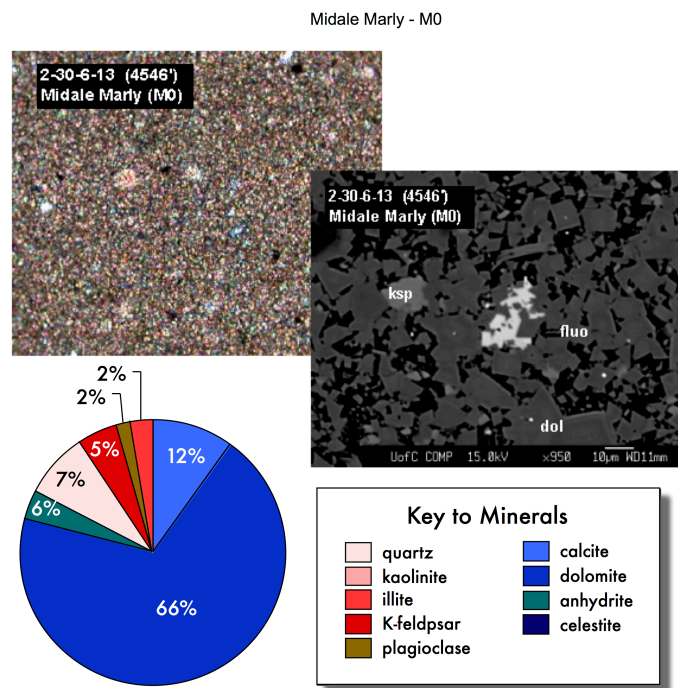 Midale Marly - M0
2-30-6-13 (4546')
Midale Marly (M0)
2-30-6-13 (4546')
Midale Marly (M0)
ksp
fluo
dol
UofC COMP 15.0kV x950 10µm WD11mm
2%
2%
5%
12%
7%
6%
66%
Key to Minerals
quartz
kaolinite
illite
K-feldpsar
plagioclase
calcite
dolomite
anhydrite
celestite